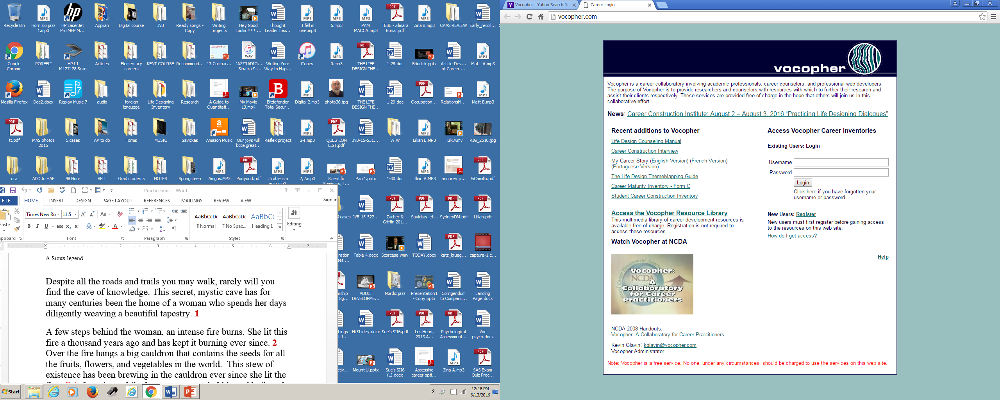 Recycle Bin
Horn slo jazz 1.mp3
HP LaserJet Pro MFP M...
Applian
Digital course
JVB
Ready songs - Copy
Writing projects
Hey Good Lookin!!!!!....
Thought Leader Insi...
.I fell in love.mp3
5.mp3
PAM MACCA.mp3
TESE - Zilmara Bonai.pdf
Zina B.mp3
CAAS REVIEW
Early_recoll...
Google Chrome
PORFELI
HP LJ M127128 Scan
Articles
Elementary careers
KENT COURSE
Recommend...
13.Guichar...
JAZZRADIO... - Sinatra St...
Writing Your Way to Hap...
iTunes
0.mp3
THE LIFE DESIGN THE...
1-28.doc
Briddick.pptx
Article-Dev... of Career ...
Matt -A.mp3
Mozilla Firefox
Doc2.docx
Replay Music 7
audio
foreign lznguzge
Life Designing Inventory
Research
A Guide to Quantitati...
My Movie 13.mp4
Bitdefender Total Secur...
Digital 2.mp3
photo36.jpg
THE LIFE DESIGN THE...
1-29.doc
Occupation...
Relationshi...
Matt-B.mp3
tt.pdf
MAS photos 2015
5 cases
AV to do
Forms
MUSIC
Savickas
Amazon Music
Our joys will bcce great...
Reflex project
2-I.mp3
QUESTION LIST.pdf
JVB-15-531....
W.W
Lillian B.MP3
Hulk.wmv
RIG_2510.jpg
ora
ADD to HAP
48 Hour
BELL
Grad students
NOTES
Springsteen
Amgus.MP3
Pouyoud.pdf
.Troble is a man.mp3
2,2.mp3
Scientific Seminars, L...
Paul1.pptx
1-30.doc
Lillian A.MP3
annurev.p...
SiCamillo.pdf
5 cases
JVB-15-522...
Zacher & Griffin 201...
Savickas_et...
SydneyDM.pdf
Lillian.pdf
Table 4.docx
Scorcese.wmv
TODAY.docx
katz_krueg...
capture-1.c...
ADULT DEVELOPME...
Nordic jazz
Presentation1 - Copy.pptx
Corrigendum to Comparis...
Landing Page.docx
Hi Shirley.docx
Sue's SII6.pdf
Les Henri, 2013 A...
Psychological Assessment...
Voc psych.docx
Mount U.pptx
Sue's SII6 (1).docx
Assessing career opti...
Zina A.mp3
SAS Exam Quiz Proc...
Practice.docx - Word
FILE HOME INSERT DESIGN PAGE LAYOUT REFERENCES MAILINGS REVIEW VIEW Sign in
Times New Ro 11.5
Paste
AaBbCcDc AaBbCcDc AaBbCc
¶ Normal ¶ No Spac... Heading 1
Editing
Font Paragraph Styles
A Sioux legend
Despite all the roads and trails you may walk, rarely will you
find the cave of knowledge. This secret, mystic cave has for
many centuries been the home of a woman who spends her days
diligently weaving a beautiful tapestry. 1
A few steps behind the woman, an intense fire burns. She lit this
fire a thousand years ago and has kept it burning ever since. 2
Over the fire hangs a big cauldron that contains the seeds for all
the fruits, flowers, and vegetables in the world. This stew of
existence has been brewing in the cauldron ever since she lit the
Start
12:18 PM
6/13/2016
Vocopher - Yahoo Search Re
Career Login
vocopher.com
vocopher
Vocopher is a career collaboratory involving academic professionals, career counselors, and professional web developers.
The purpose of Vocopher is to provide researchers and counselors with resources with which to further their research and
assist their clients respectively. These services are provided free of charge in the hope that others will join us in this
collaborative effort.
News: Career Construction Institute: August 2 – August 3, 2016 “Practicing Life Designing Dialogues”
Recent additions to Vocopher
Life Design Counseling Manual
Career Construction Interview
My Career Story (English Version) (French Version)
(Portuguese Version)
The Life Design ThemeMapping Guide
Career Maturity Inventory - Form C
Student Career Construction Inventory
Access the Vocopher Resource Library
This multimedia library of career development resources is
available free of charge. Registration is not required to
access these resources.
Watch Vocopher at NCDA
Vocopher:
NCDA
A
Collaboratory
for Career
Practitioners
NCDA 2008 Handouts:
Vocopher: A Collaboratory for Career Practitioners
Kevin Glavin: kglavin@vocopher.com
Vocopher Administrator
Access Vocopher Career Inventories
Existing Users: Login
Username
Password
Login
Click here if you have forgotten your
username or password.
New Users: Register
New users must first register before gaining access
to the resources on this web site.
How do I get access?
Help
Note: Vocopher is a free service. No one, under any circumstances, should be charged to use the services on this web site.